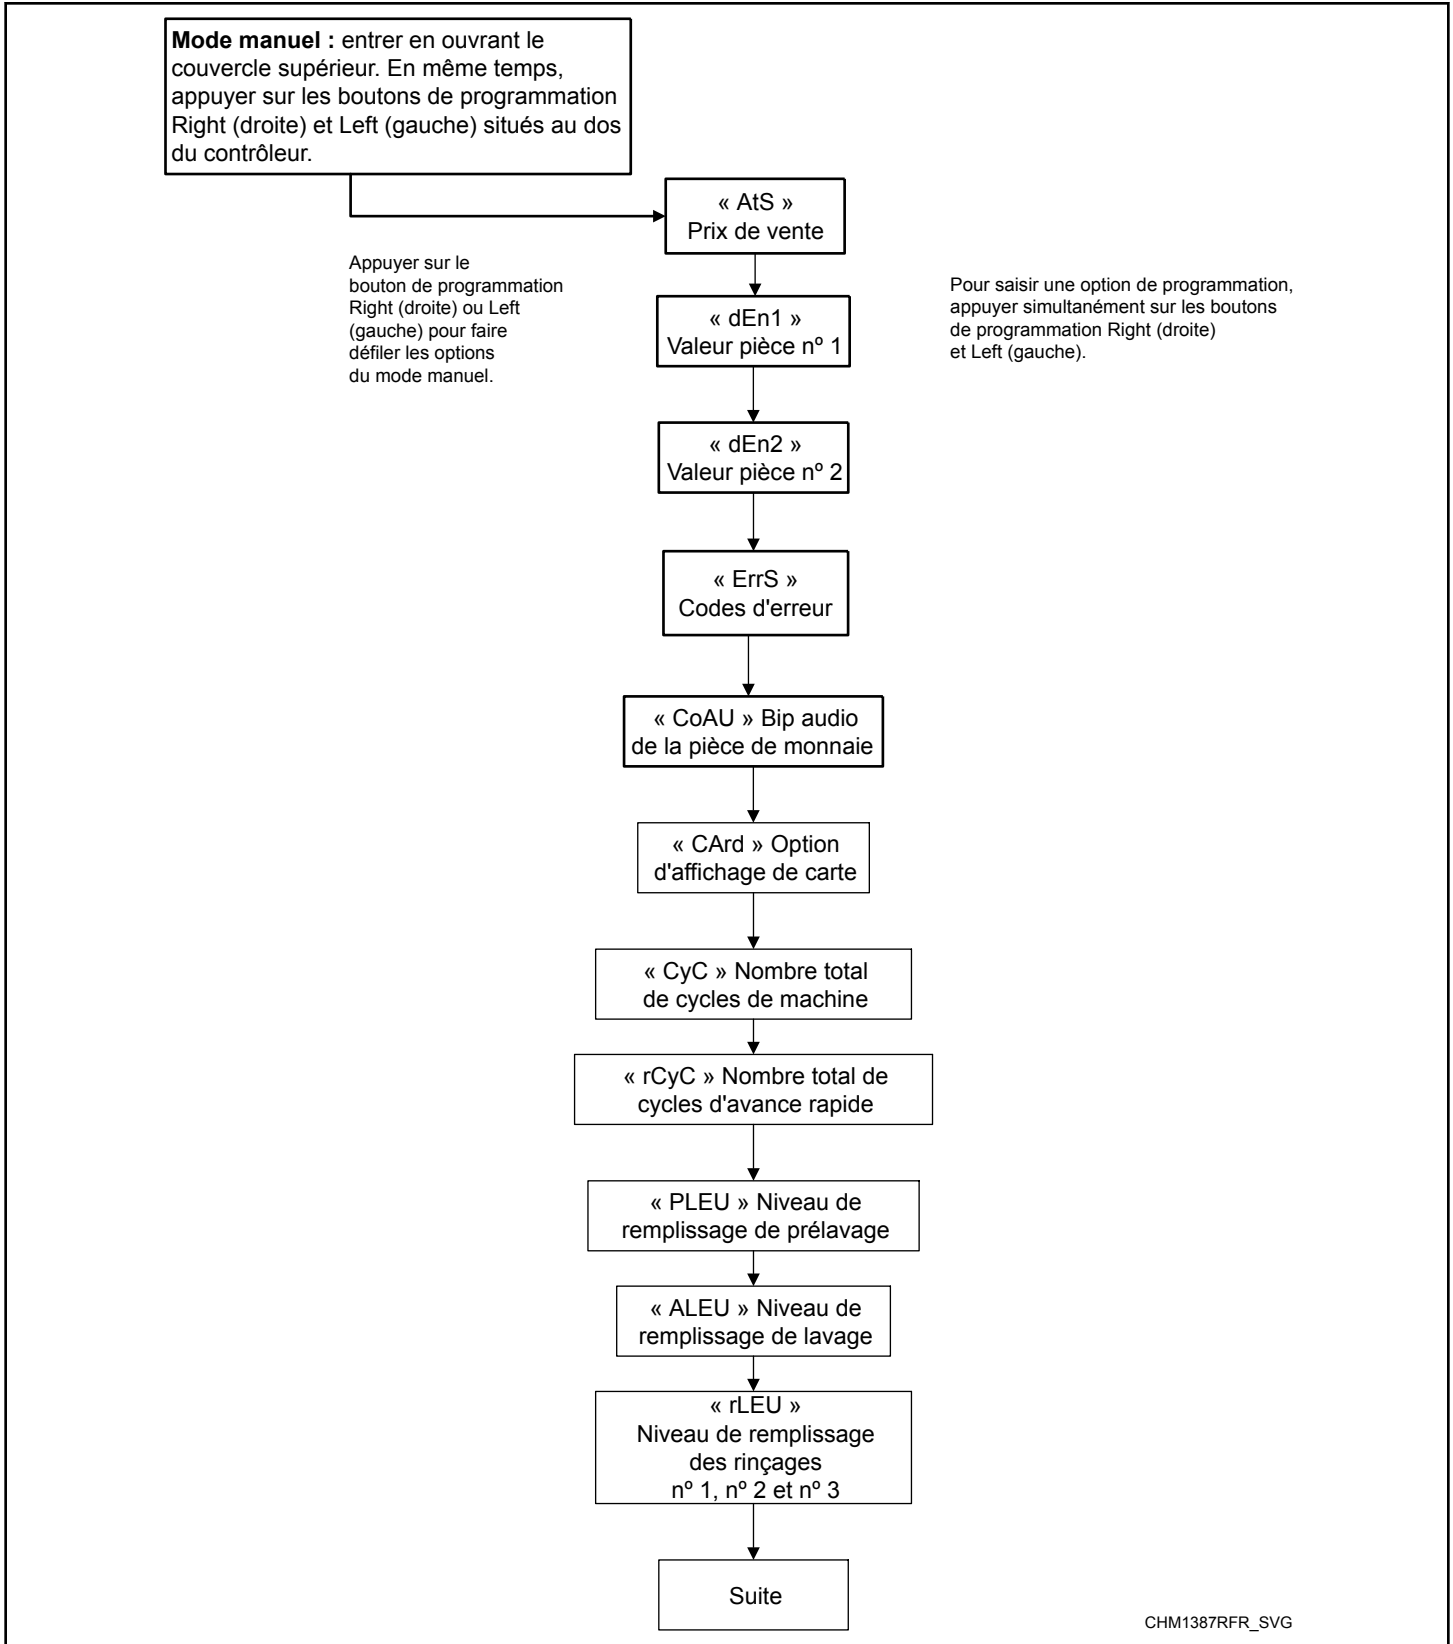 Mode manuel : entrer en ouvrant le
couvercle supérieur. En même temps,
appuyer sur les boutons de programmation
Right (droite) et Left (gauche) situés au dos
du contrôleur.
« AtS »
Prix de vente
Appuyer sur le
bouton de programmation
Right (droite) ou Left
(gauche) pour faire
défiler les options
du mode manuel.
Pour saisir une option de programmation,
appuyer simultanément sur les boutons
de programmation Right (droite)
et Left (gauche).
« dEn1 »
Valeur pièce nº 1
« dEn2 »
Valeur pièce nº 2
« ErrS »
Codes d'erreur
« CoAU » Bip audio
de la pièce de monnaie
« CArd » Option
d'affichage de carte
« CyC » Nombre total
de cycles de machine
« rCyC » Nombre total de
cycles d'avance rapide
« PLEU » Niveau de
remplissage de prélavage
« ALEU » Niveau de
remplissage de lavage
« rLEU »
Niveau de remplissage
des rinçages
nº 1, nº 2 et nº 3
Suite
CHM1387RFR_SVG